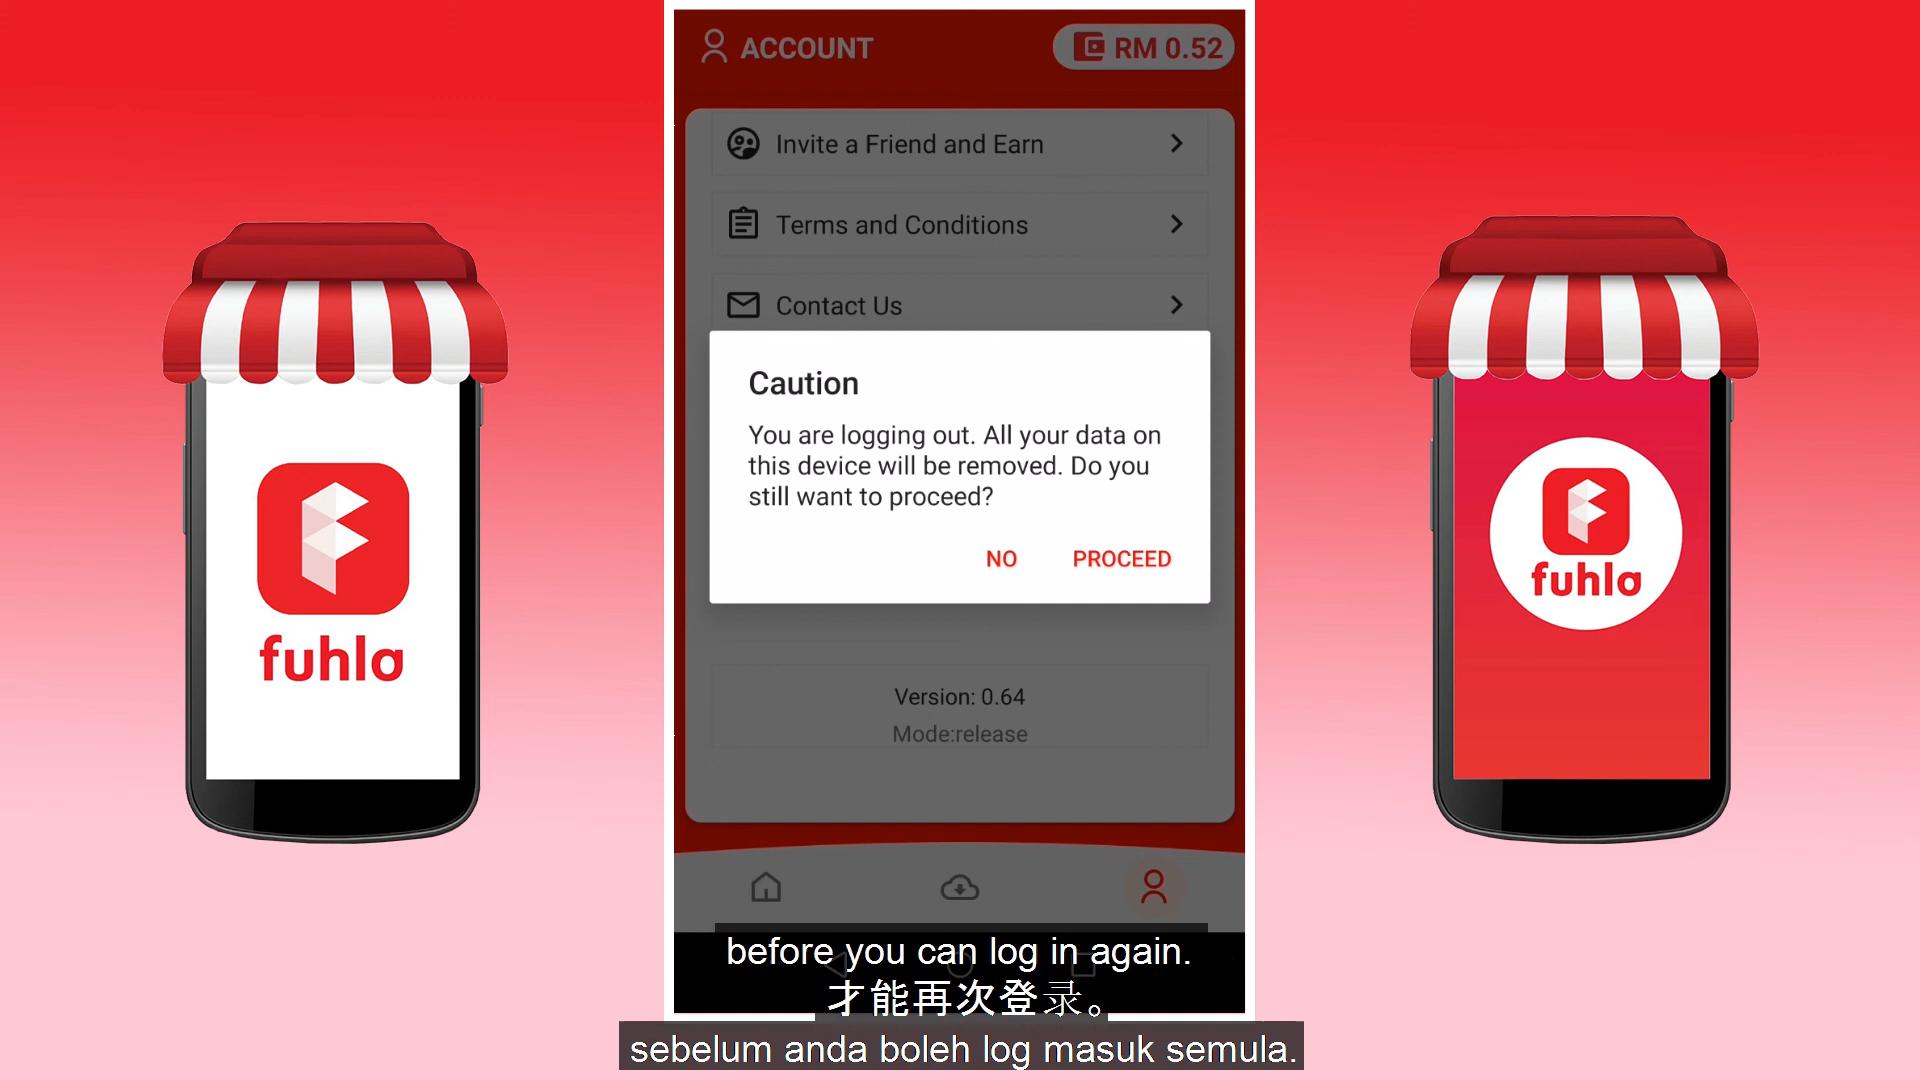 ACCOUNT
RM 0.52
Invite a Friend and Earn
Terms and Conditions
Contact Us
Caution
You are logging out. All your data on
this device will be removed. Do you
still want to proceed?
NO
PROCEED
Version: 0.64
Mode:release
fuhla
fuhla
before you can log in again.
才能再次登录。
sebelum anda boleh log masuk semula.